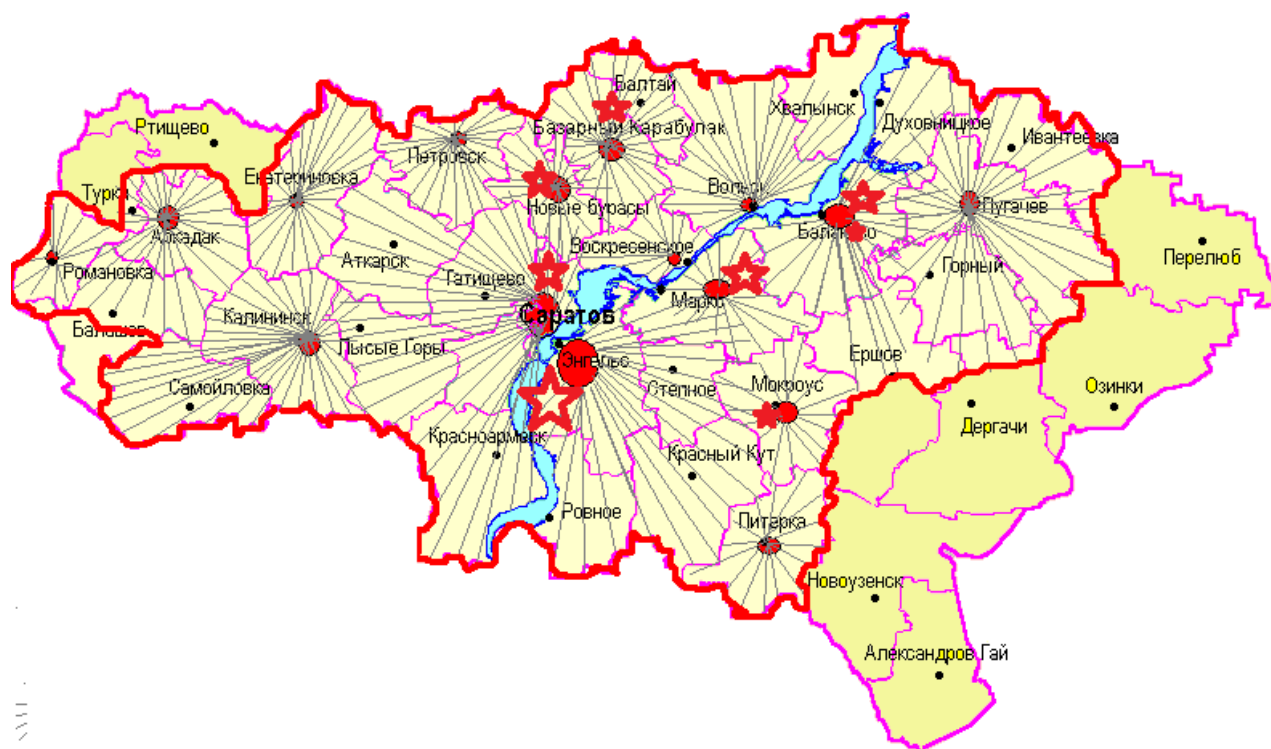 Балтай
Хвалынск
Духовницкое
Ртищево
Базарный Карабулак
Ивантеевка
Петровск
Екатериновка
Турки
Вольск
Новые бурасы
Пугачев
Аркадак
Балаково
Воскресенское
Аткарск
Перелюб
Романовка
Татищево
Горный
Маркс
Калининск
Саратов
Балашов
Лысые Горы
Энгельс
Ершов
Степное
Мокроус
Самойловка
Озинки
Дергачи
Красноармейск
Красный Кут
Ровное
Питерка
Новоузенск
Александров Гай